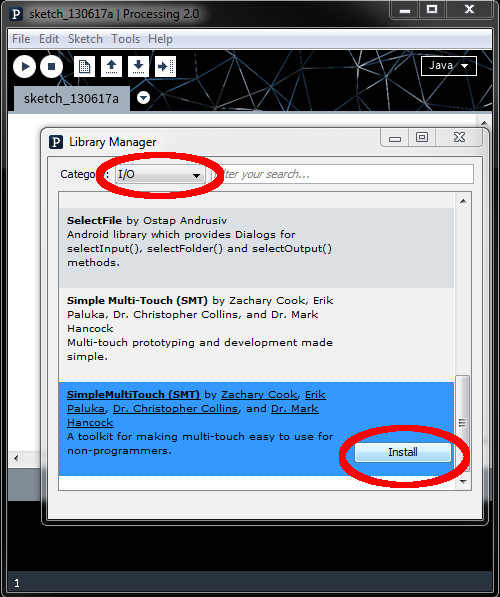 P sketch_130617a | Processing 2.0
File Edit Sketch Tools Help
Java
sketch_130617a
P Library Manager
I/O
your search...
SelectFile by Ostap Andrusiv
Android library which provides Dialogs for
selectInput(), selectFolder() and selectOutput()
methods.
Simple Multi-Touch (SMT) by Zachary Cook, Erik
Paluka, Dr. Christopher Collins, and Dr. Mark
Hancock
Multi-touch prototyping and development made
simple.
SimpleMultiTouch (SMT) by Zachary Cook, Erik
Paluka, Dr. Christopher Collins, and Dr. Mark
Hancock
A toolkit for making multi-touch easy to use for
non-programmers.
Install
1